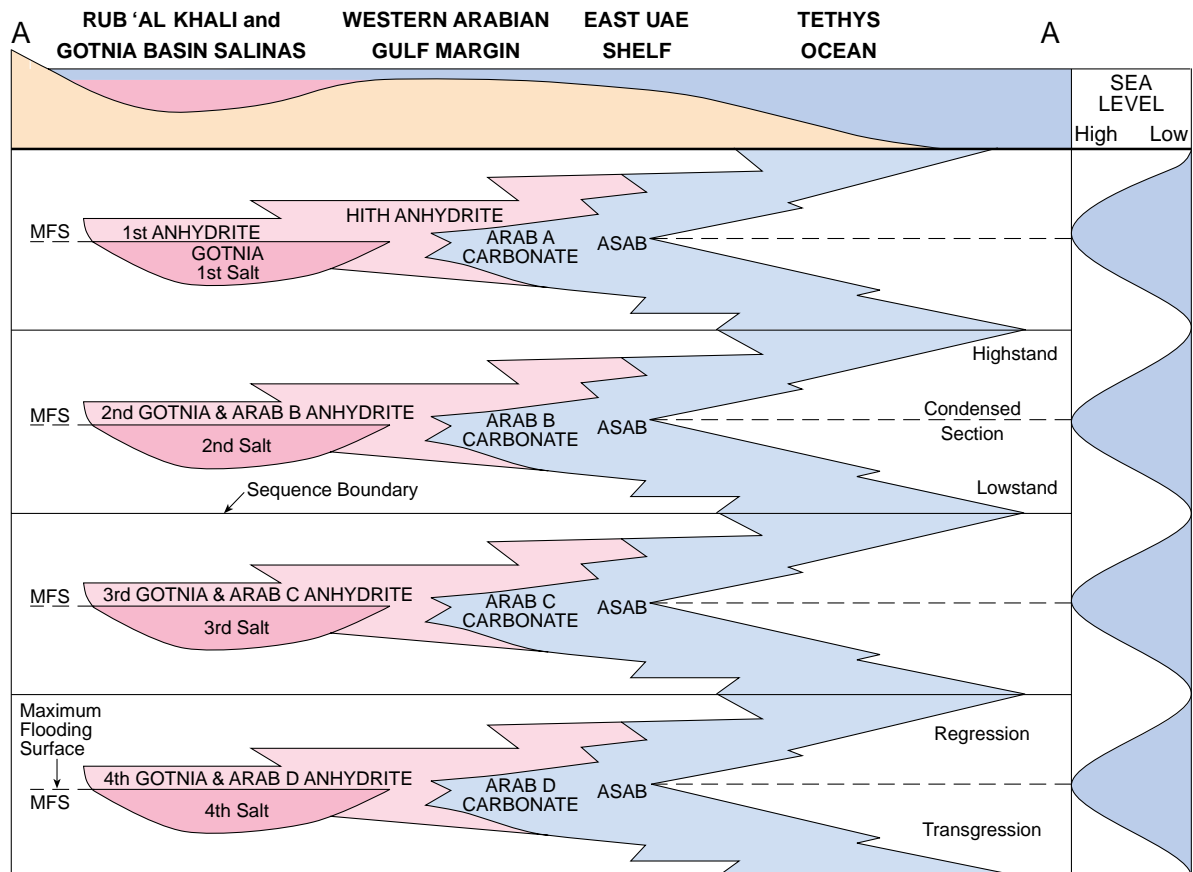 A
RUB ‘AL KHALI and
GOTNIA BASIN SALINAS
WESTERN ARABIAN
GULF MARGIN
EAST UAE
SHELF
TETHYS
OCEAN
A
SEA
LEVEL
High Low
MFS
1st ANHYDRITE
GOTNIA
1st Salt
HITH ANHYDRITE
ARAB A
CARBONATE
ASAB
Highstand
MFS
2nd GOTNIA & ARAB B ANHYDRITE
2nd Salt
ARAB B
CARBONATE
ASAB
Condensed
Section
Sequence Boundary
Lowstand
MFS
3rd GOTNIA & ARAB C ANHYDRITE
3rd Salt
ARAB C
CARBONATE
ASAB
Maximum
Flooding
Surface
MFS
4th GOTNIA & ARAB D ANHYDRITE
4th Salt
ARAB D
CARBONATE
ASAB
Regression
Transgression